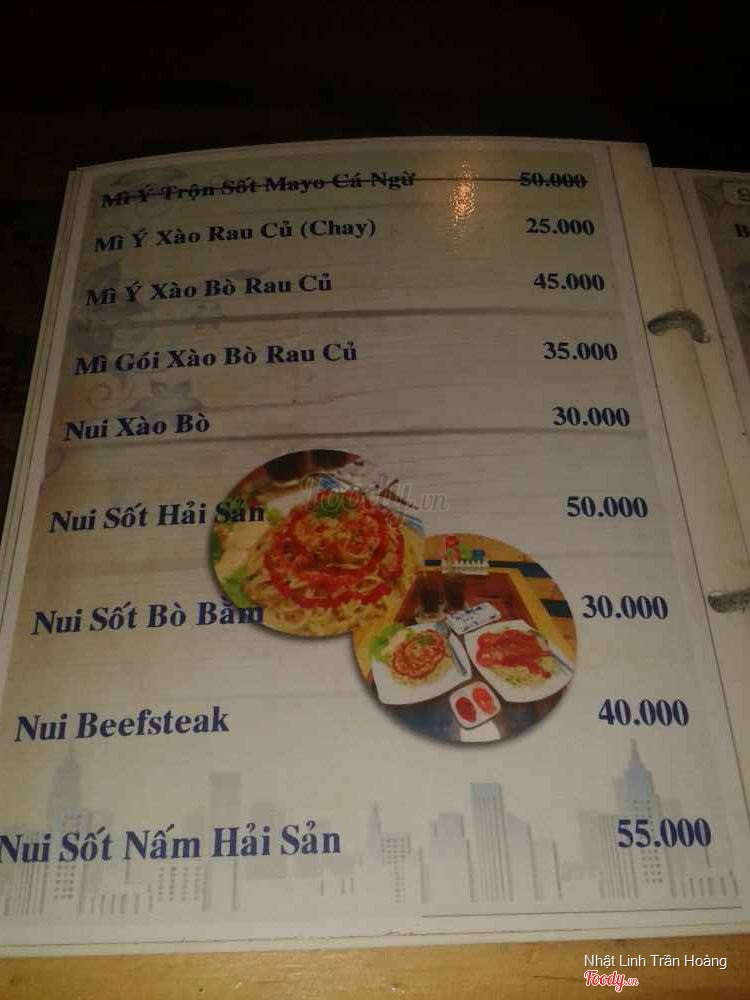 Mì Ý Trộn Sốt Mayo Cá Ngừ 50.000
Mì Ý Xào Rau Củ (Chay) 25.000
Mì Ý Xào Bò Rau Củ 45.000
Mì Gói Xào Bò Rau Củ 35.000
Nui Xào Bò 30.000
Foody.vn
Nui Sốt Hải Sản 50.000
Nui Sốt Bò Bằm 30.000
Nui Beefsteak 40.000
Nui Sốt Nấm Hải Sản 55.000
Nhật Linh Trần Hoàng
Foody.vn